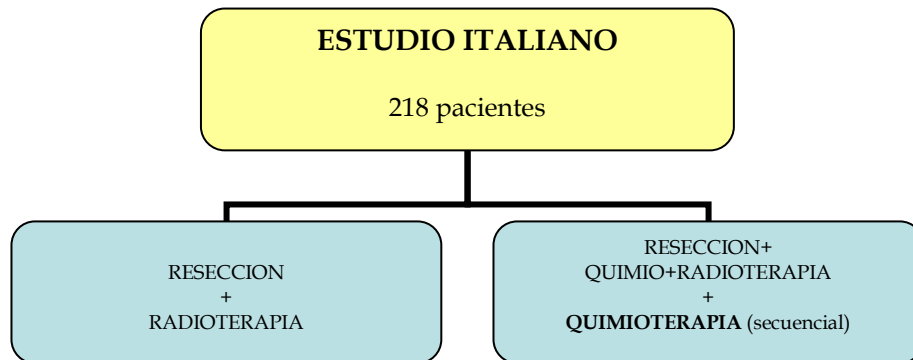 ESTUDIO ITALIANO
218 pacientes
RESECCION
+
RADIOTERAPIA
RESECCION+
QUIMIO+RADIOTERAPIA
+
QUIMIOTERAPIA (secuencial)